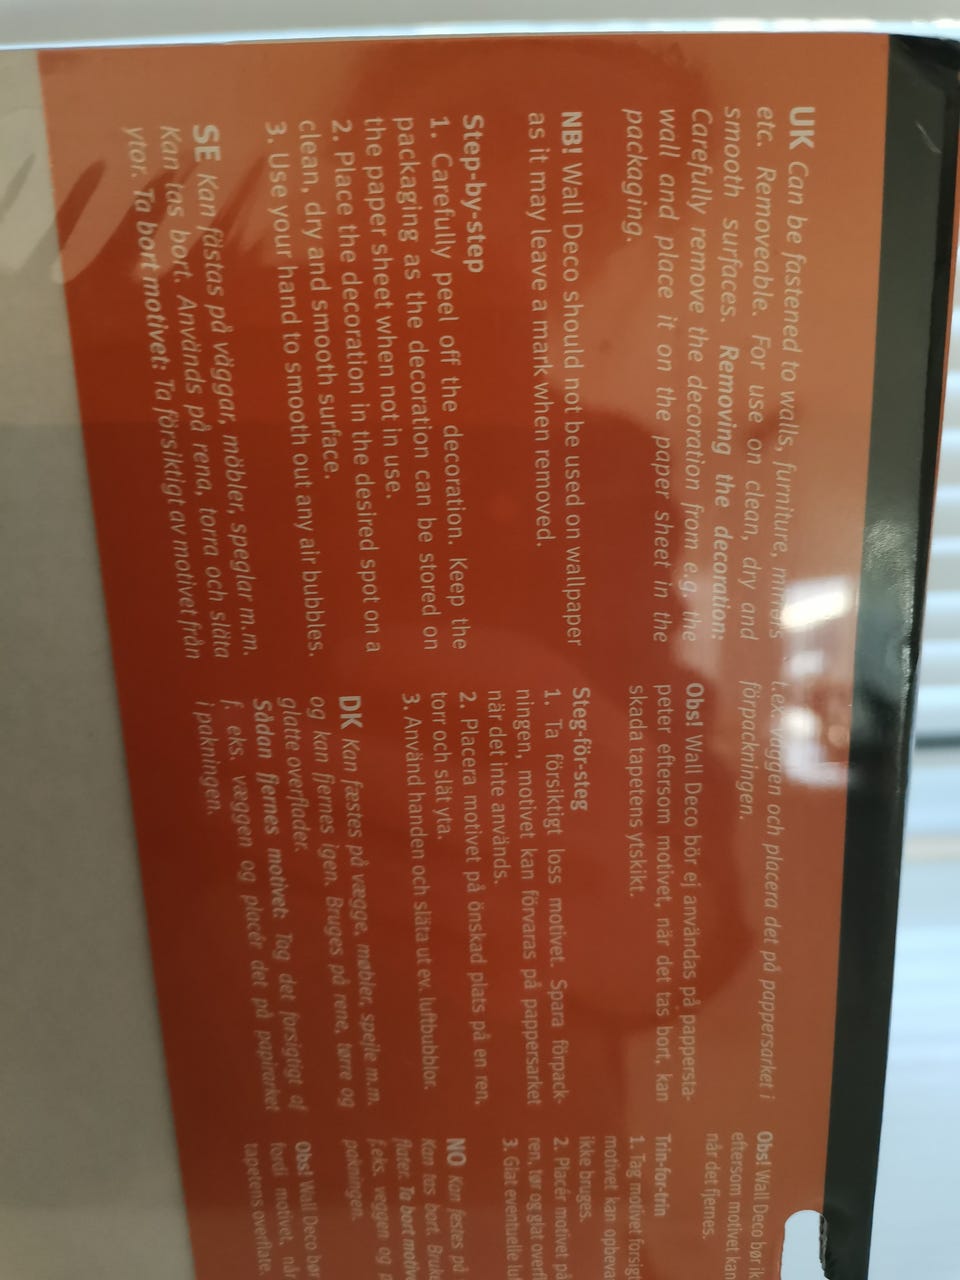 UK Can be fastened to walls, furniture, mirrors
etc. Removeable. For use on clean, dry and
smooth surfaces. Removing the decoration:
Carefully remove the decoration from e.g. the
wall and place it on the paper sheet in the
packaging.
NB! Wall Deco should not be used on wallpaper
as it may leave a mark when removed.
Step-by-step
1. Carefully peel off the decoration. Keep the
packaging as the decoration can be stored on
the paper sheet when not in use.
2. Place the decoration in the desired spot on a
clean, dry and smooth surface.
3. Use your hand to smooth out any air bubbles.
SE Kan fästas på väggar, möbler, speglar m.m.
Kan tas bort. Används på rena, torra och släta
ytor. Ta bort motivet: Ta försiktigt av motivet från
t.ex. väggen och placera det på pappersarket i
förpackningen.
Obs! Wall Deco bör ej användas på pappersta-
peter eftersom motivet, när det tas bort, kan
skada tapetens ytskikt.
Steg-för-steg
1. Ta försiktigt loss motivet. Spara förpack-
ningen, motivet kan förvaras på pappersarket
när det inte används.
2. Placera motivet på önskad plats på en ren,
torr och slät yta.
3. Använd handen och släta ut ev. luftbubblor.
DK Kan fæstes på vægge, møbler, spejle m.m.
og kan fjernes igen. Bruges på rene, tørre og
glatte overflader.
Sådan fjernes motivet: Tag det forsigtigt af
f. eks. væggen og placér det på papirarket
i pakningen.
Obs! Wall Deco bør ik
eftersom motivet kan
når det fjernes.
Trin-for-trin
1. Tag motivet forsigt
motivet kan opbeva
ikke bruges.
2. Placér motivet på
ren, tør og glat overfl
3. Glat eventuelle lu
NO Kan festes på
Kan tas bort. Bruke
flater. Ta bort motiv
f.eks. veggen og p
pakningen.
Obs! Wall Deco bør
fordi motivet, når
tapetens overflate.